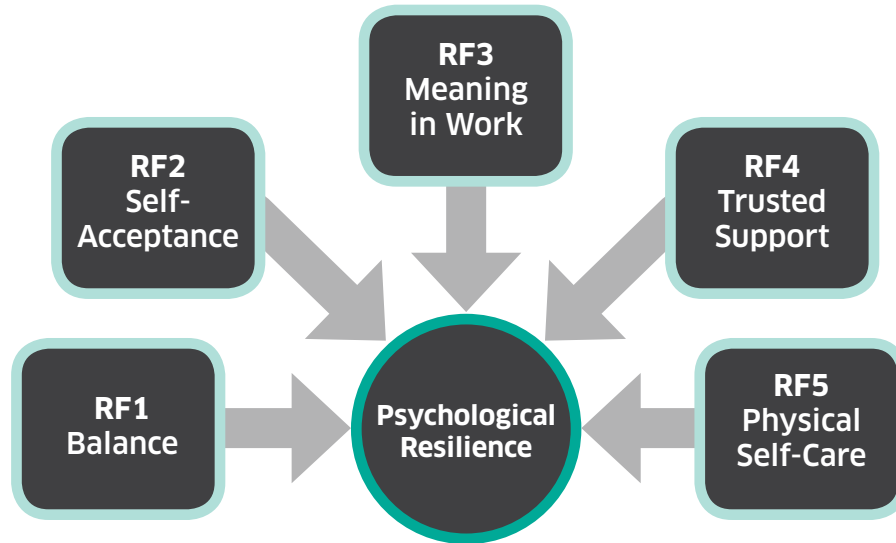 RF1
Balance
RF2
Self-
Acceptance
RF3
Meaning
in Work
RF4
Trusted
Support
RF5
Physical
Self-Care
Psychological
Resilience